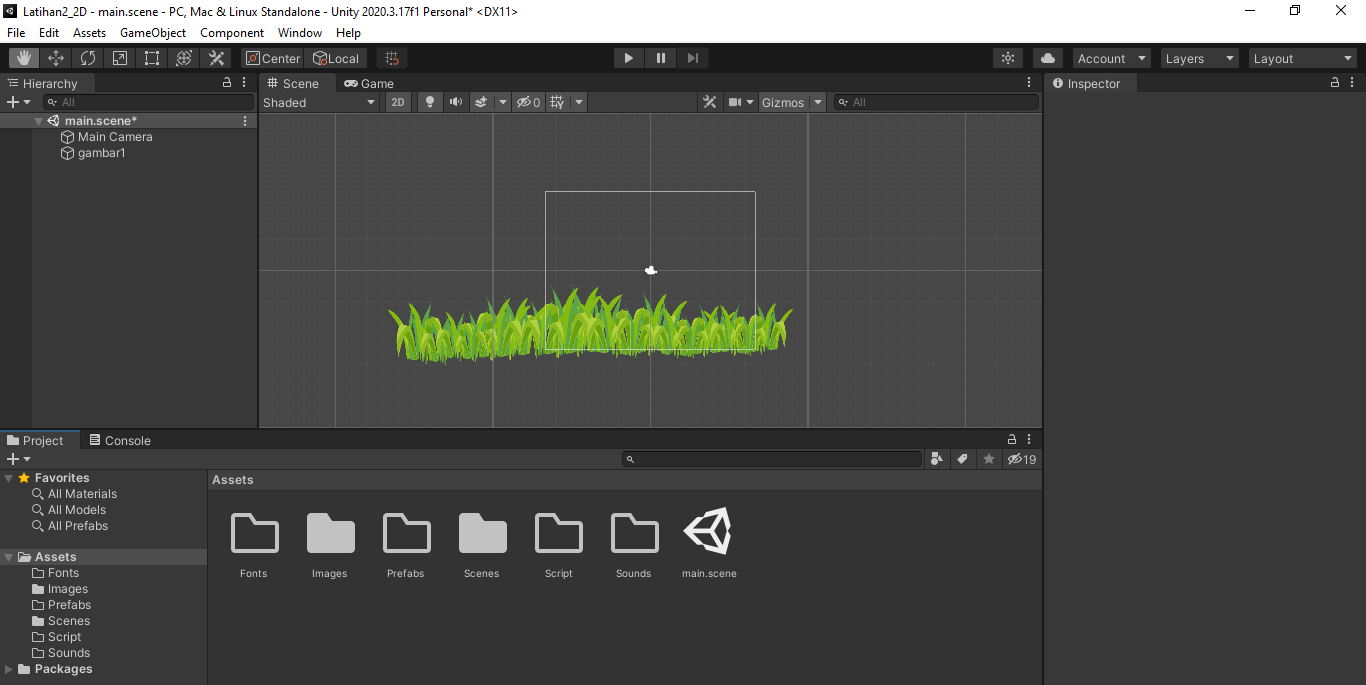 Latihan2_2D - main.scene - PC, Mac & Linux Standalone - Unity 2020.3.17f1 Personal* <DX11>
File Edit Assets GameObject Component Window Help
Center Local Account Layers Layout
Hierarchy
All
main.scene*
Main Camera
gambar1
Scene Game
Shaded 2D 0 Gizmos All
Inspector
Project Console
19
Favorites
All Materials
All Models
All Prefabs
Assets
Fonts
Images
Prefabs
Scenes
Script
Sounds
Packages
Assets
Fonts Images Prefabs Scenes Script Sounds main.scene